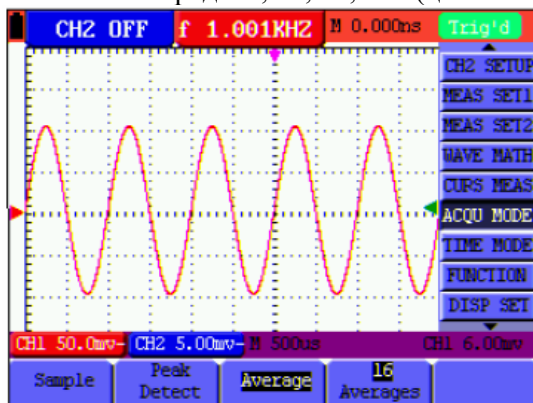 CH2 OFF f 1.001KHZ M 0.000ns Trig'd
CH2 SETUP
MEAS SET1
MEAS SET2
WAVE MATH
CURS MEAS
ACQU MODE
TIME MODE
FUNCTION
DISP SET
CH1 50.0mv~ CH2 5.00mv~ M 500us CH1 6.00mv
Sample
Peak
Detect
Average
16
Averages